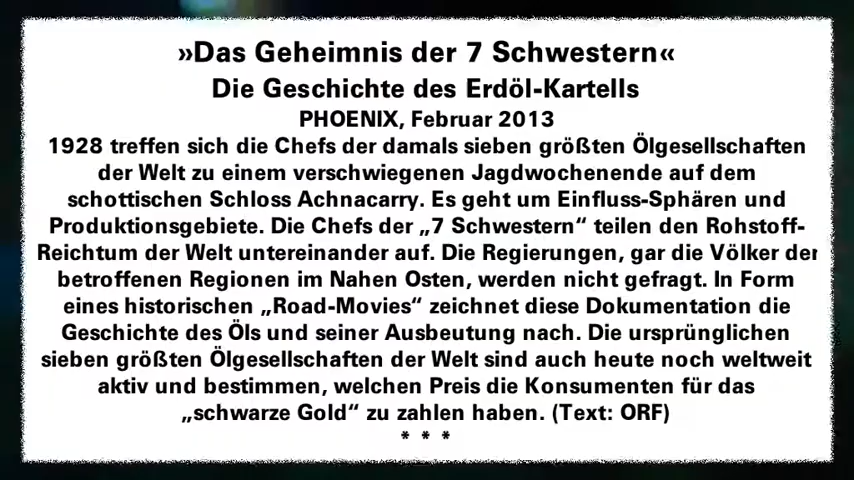 »Das Geheimnis der 7 Schwestern«
Die Geschichte des Erdöl-Kartells
PHOENIX, Februar 2013
1928 treffen sich die Chefs der damals sieben größten Ölgesellschaften
der Welt zu einem verschwiegenen Jagdwochenende auf dem
schottischen Schloss Achnacarry. Es geht um Einfluss-Sphären und
Produktionsgebiete. Die Chefs der „7 Schwestern“ teilen den Rohstoff-
Reichtum der Welt untereinander auf. Die Regierungen, gar die Völker der
betroffenen Regionen im Nahen Osten, werden nicht gefragt. In Form
eines historischen „Road-Movies“ zeichnet diese Dokumentation die
Geschichte des Öls und seiner Ausbeutung nach. Die ursprünglichen
sieben größten Ölgesellschaften der Welt sind auch heute noch weltweit
aktiv und bestimmen, welchen Preis die Konsumenten für das
„schwarze Gold“ zu zahlen haben. (Text: ORF)
* * *